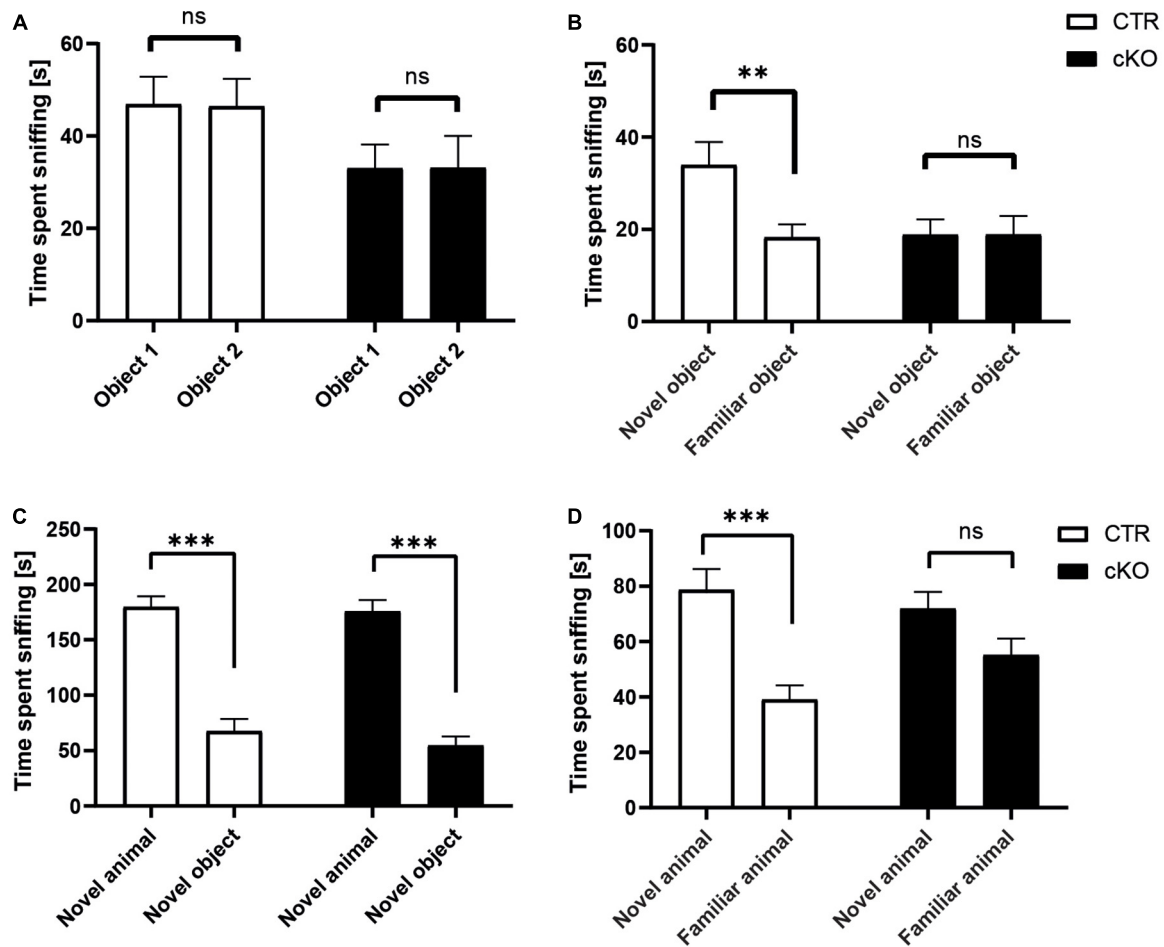 A
ns
ns
Time spent sniffing [s]
60
40
20
0
Object 1
Object 2
Object 1
Object 2
B
CTR
cKO
**
ns
Time spent sniffing [s]
60
40
20
0
Novel object
Familiar object
Novel object
Familiar object
C
***
***
Time spent sniffing [s]
250
200
150
100
50
0
Novel animal
Novel object
Novel animal
Novel object
D
CTR
cKO
***
ns
Time spent sniffing [s]
100
80
60
40
20
0
Novel animal
Familiar animal
Novel animal
Familiar animal